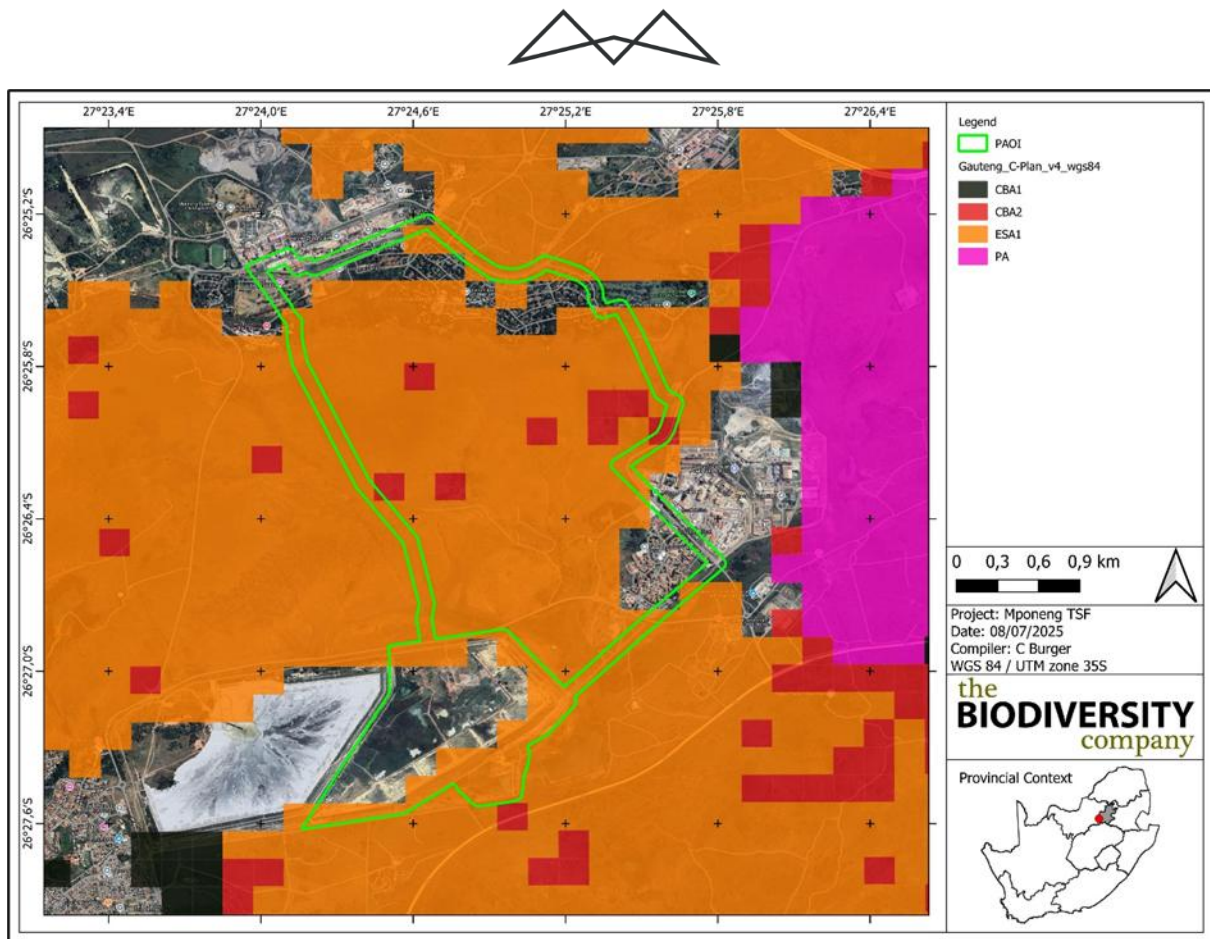 27°23,4'E 27°24,0'E 27°24,6'E 27°25,2'E 27°25,8'E 27°26,4'E
26°25,2'S
26°25,8'S
26°26,4'S
26°27,0'S
26°27,6'S
Legend
PAOI
Gauteng_C-Plan_v4_wgs84
CBA1
CBA2
ESA1
PA
0 0,3 0,6 0,9 km
Project: Mponeng TSF
Date: 08/07/2025
Compiler: C Burger
WGS 84 / UTM zone 35S
the
BIODIVERSITY
company
Provincial Context